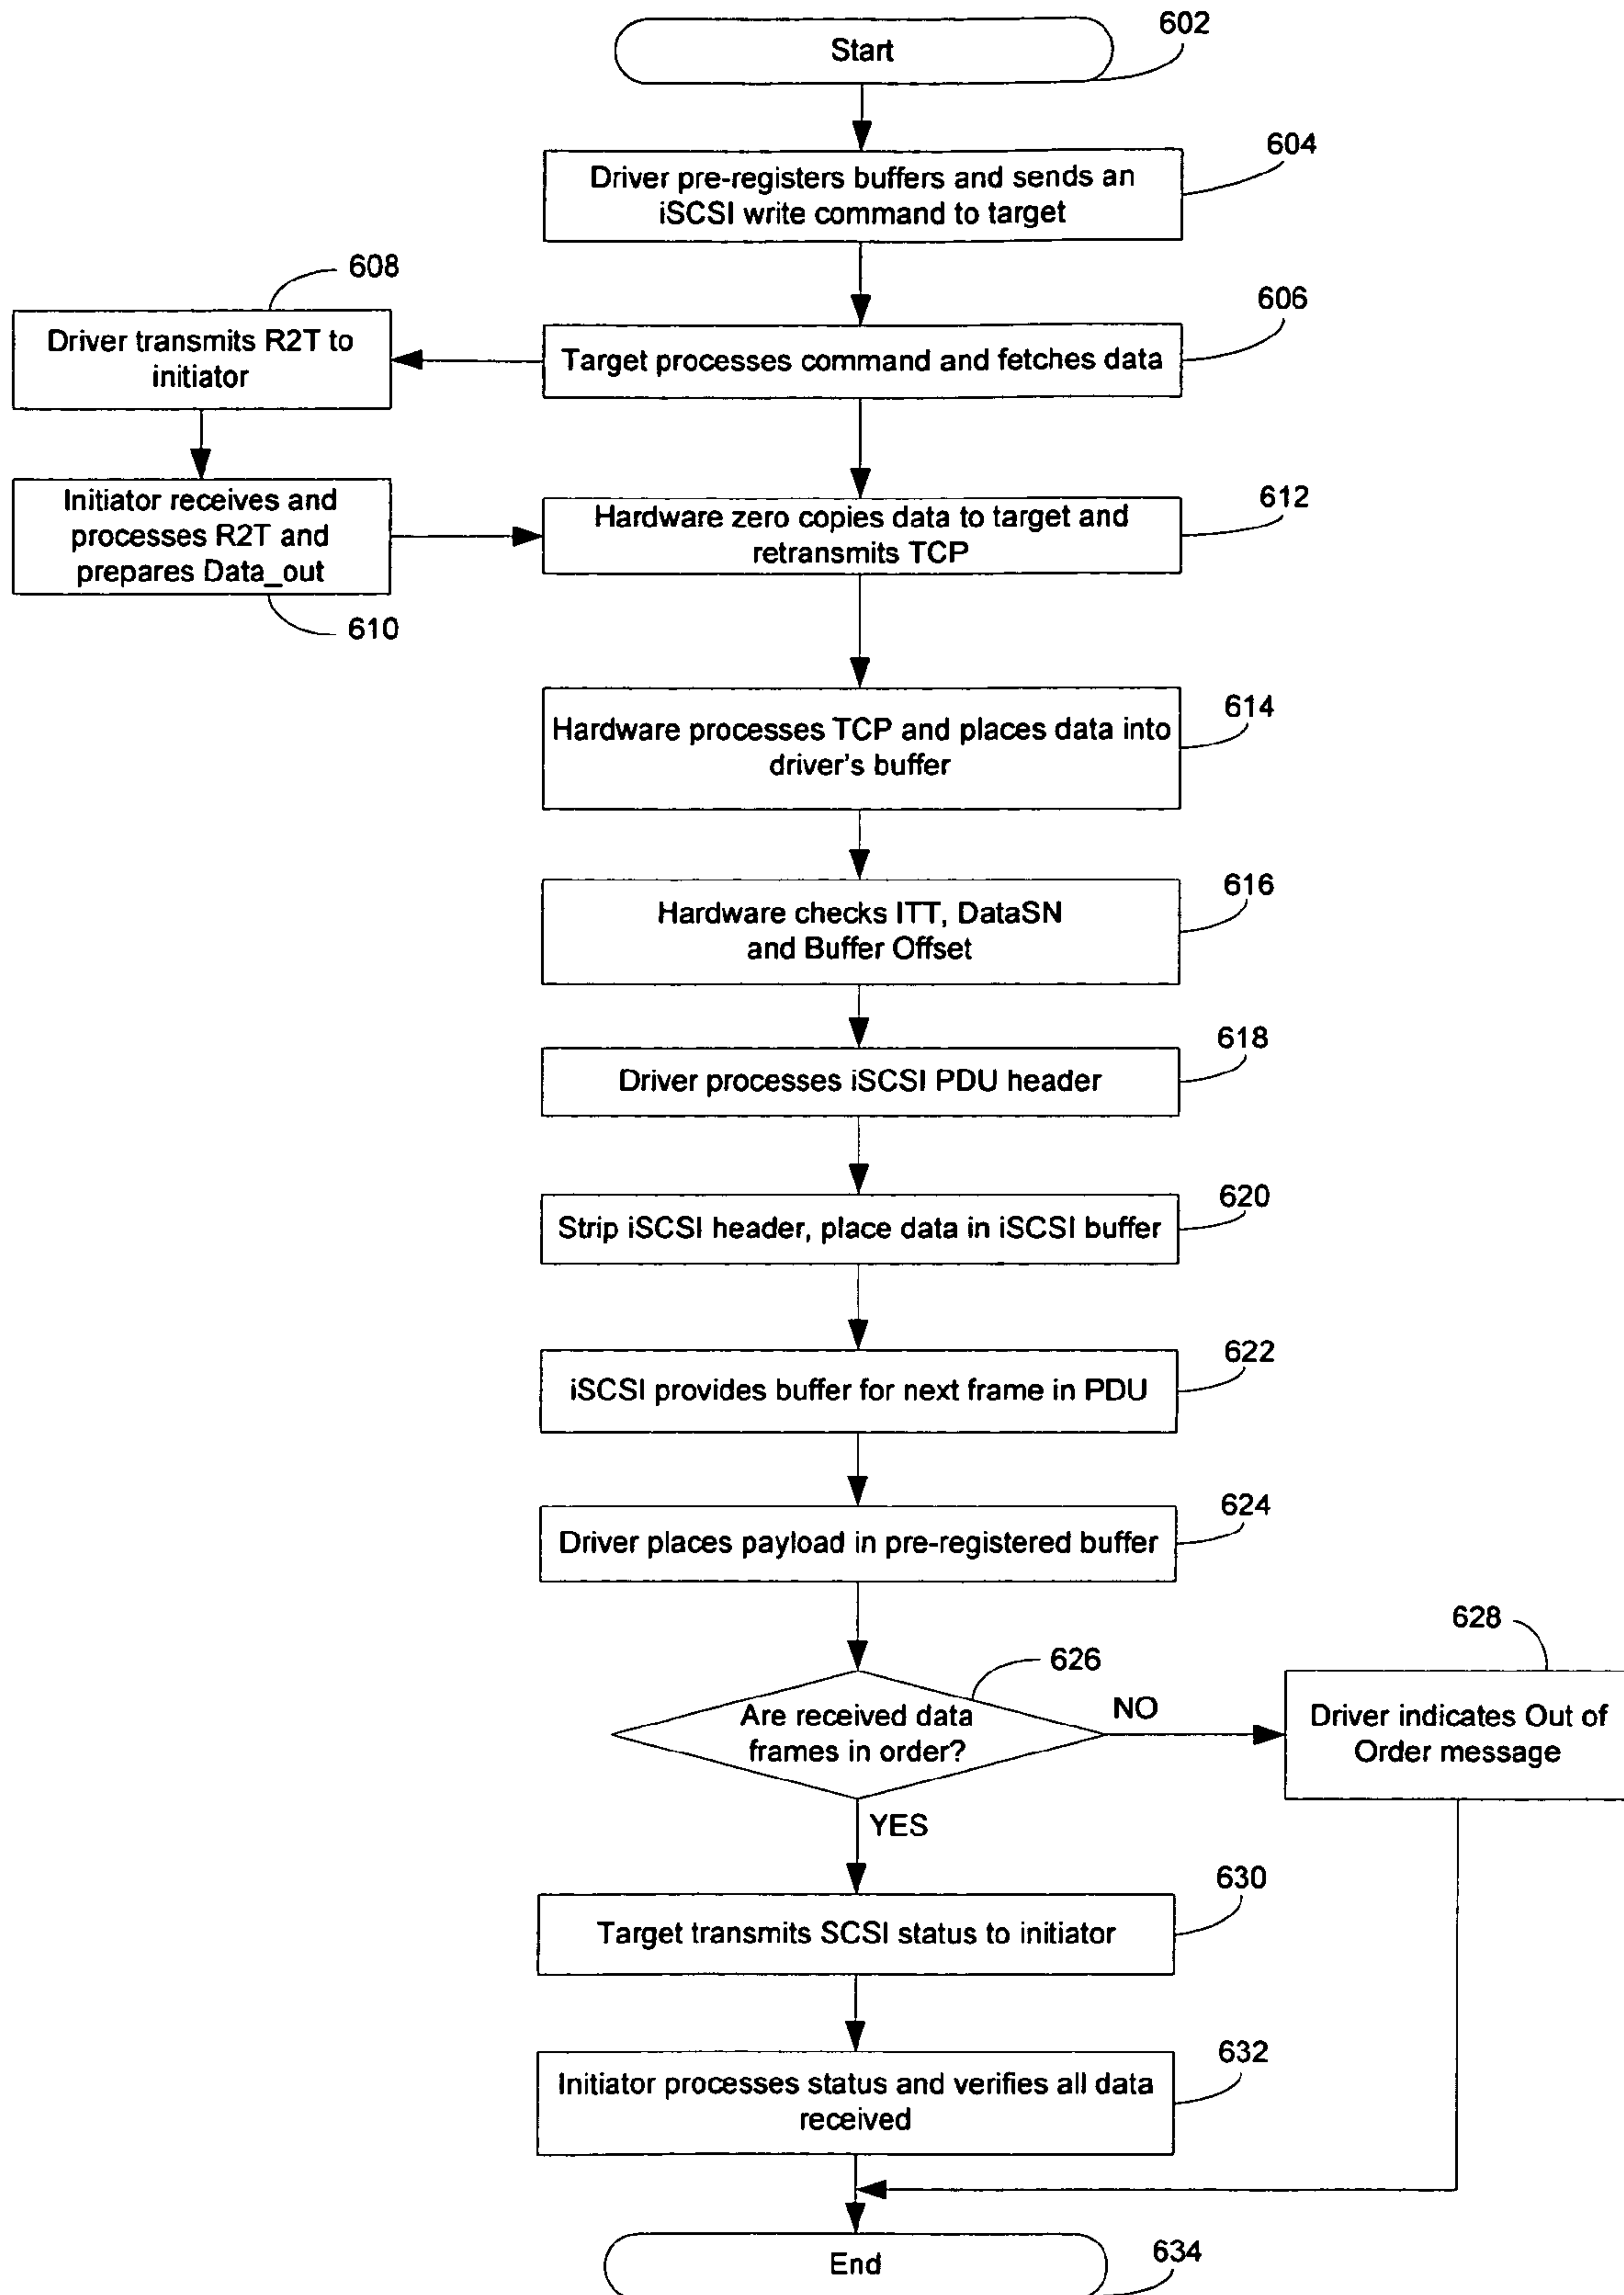 602
Start
604
Driver pre-registers buffers and sends an
iSCSI write command to target
608
606
Driver transmits R2T to
initiator
Target processes command and fetches data
Initiator receives and
processes R2T and
prepares Data_out
612
Hardware zero copies data to target and
retransmits TCP
610
614
Hardware processes TCP and places data into
driver's buffer
616
Hardware checks ITT, DataSN
and Buffer Offset
618
Driver processes iSCSI PDU header
620
Strip iSCSI header, place data in iSCSI buffer
622
iSCSI provides buffer for next frame in PDU
624
Driver places payload in pre-registered buffer
628
626
Are received data
frames in order?
NO
Driver indicates Out of
Order message
YES
630
Target transmits SCSI status to initiator
632
Initiator processes status and verifies all data
received
End
634